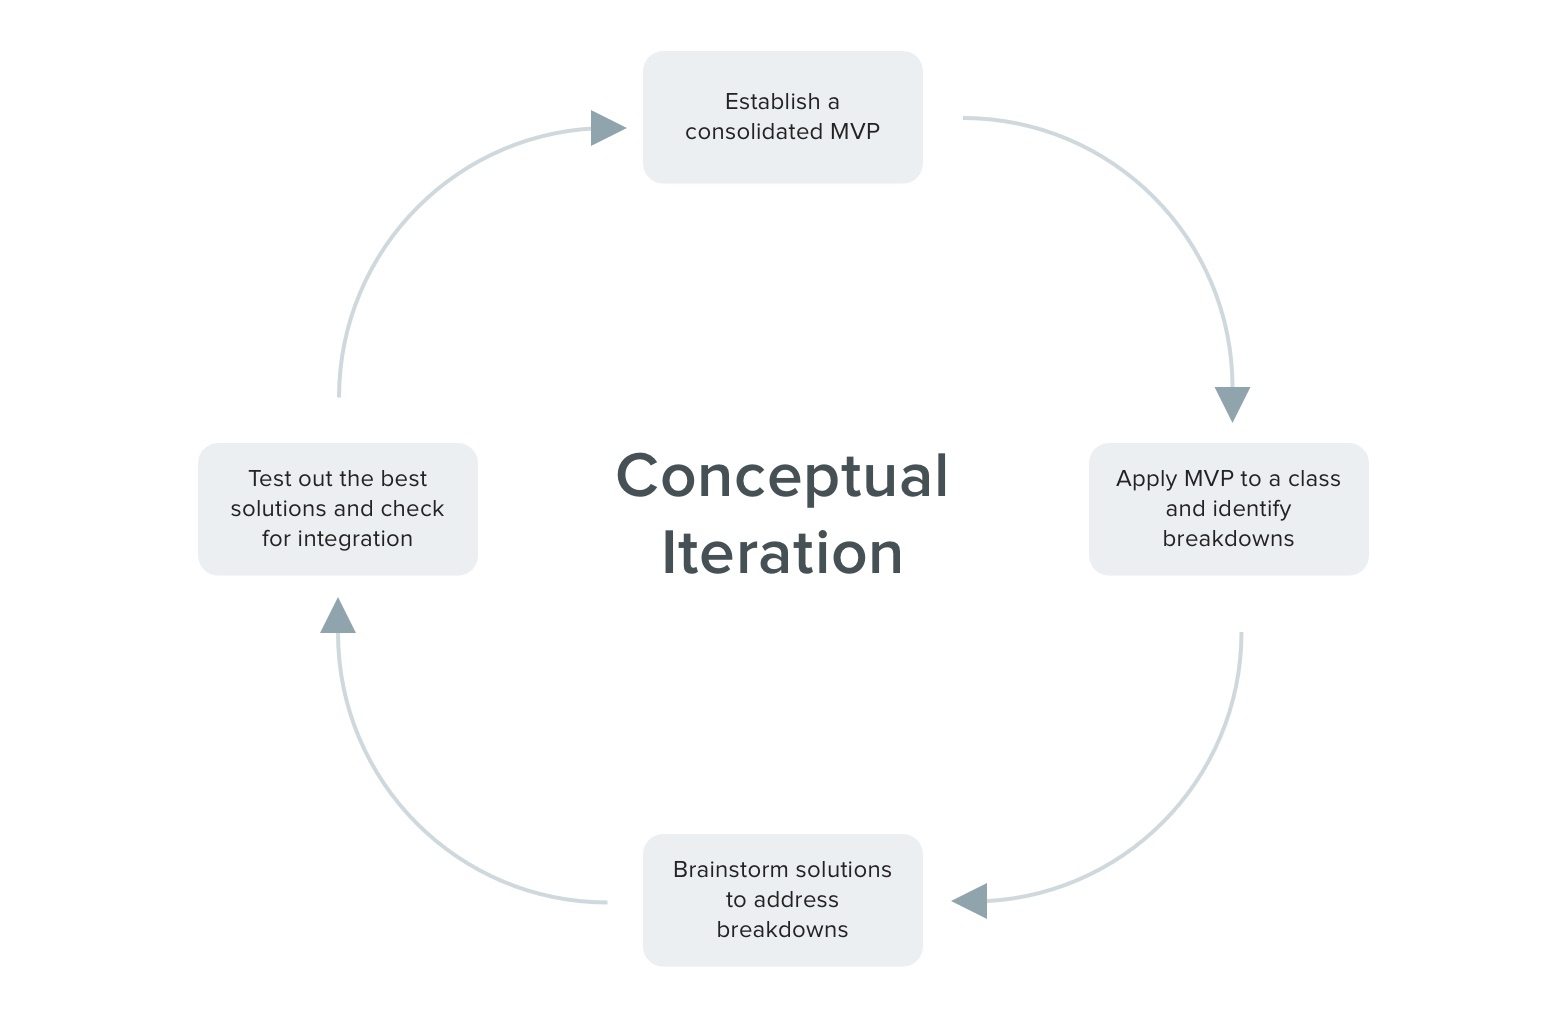 Establish a
consolidated MVP
Apply MVP to a class
and identify
breakdowns
Brainstorm solutions
to address
breakdowns
Test out the best
solutions and check
for integration
Conceptual
Iteration